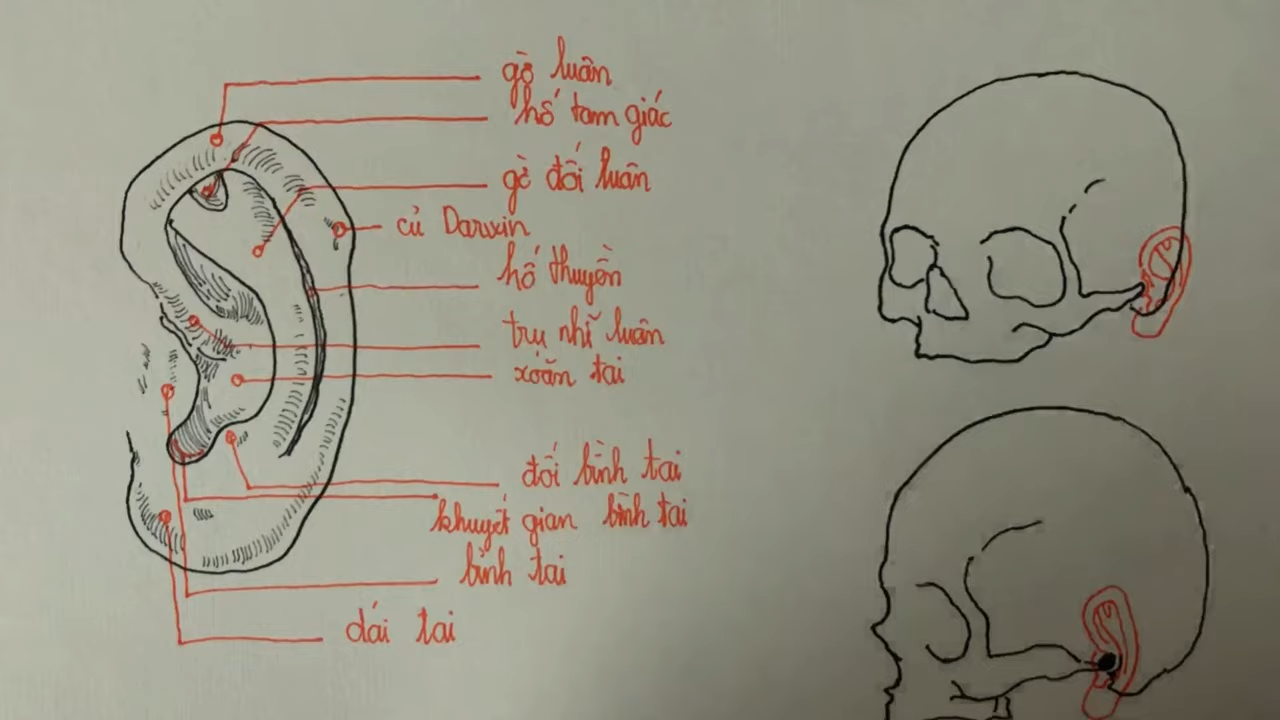 gờ luân
hố tam giác
gờ đối luân
củ Darwin
hố thuyền
trụ nhĩ luân
xoăn tai
đối bình tai
khuyết gian bình tai
bình tai
dái tai